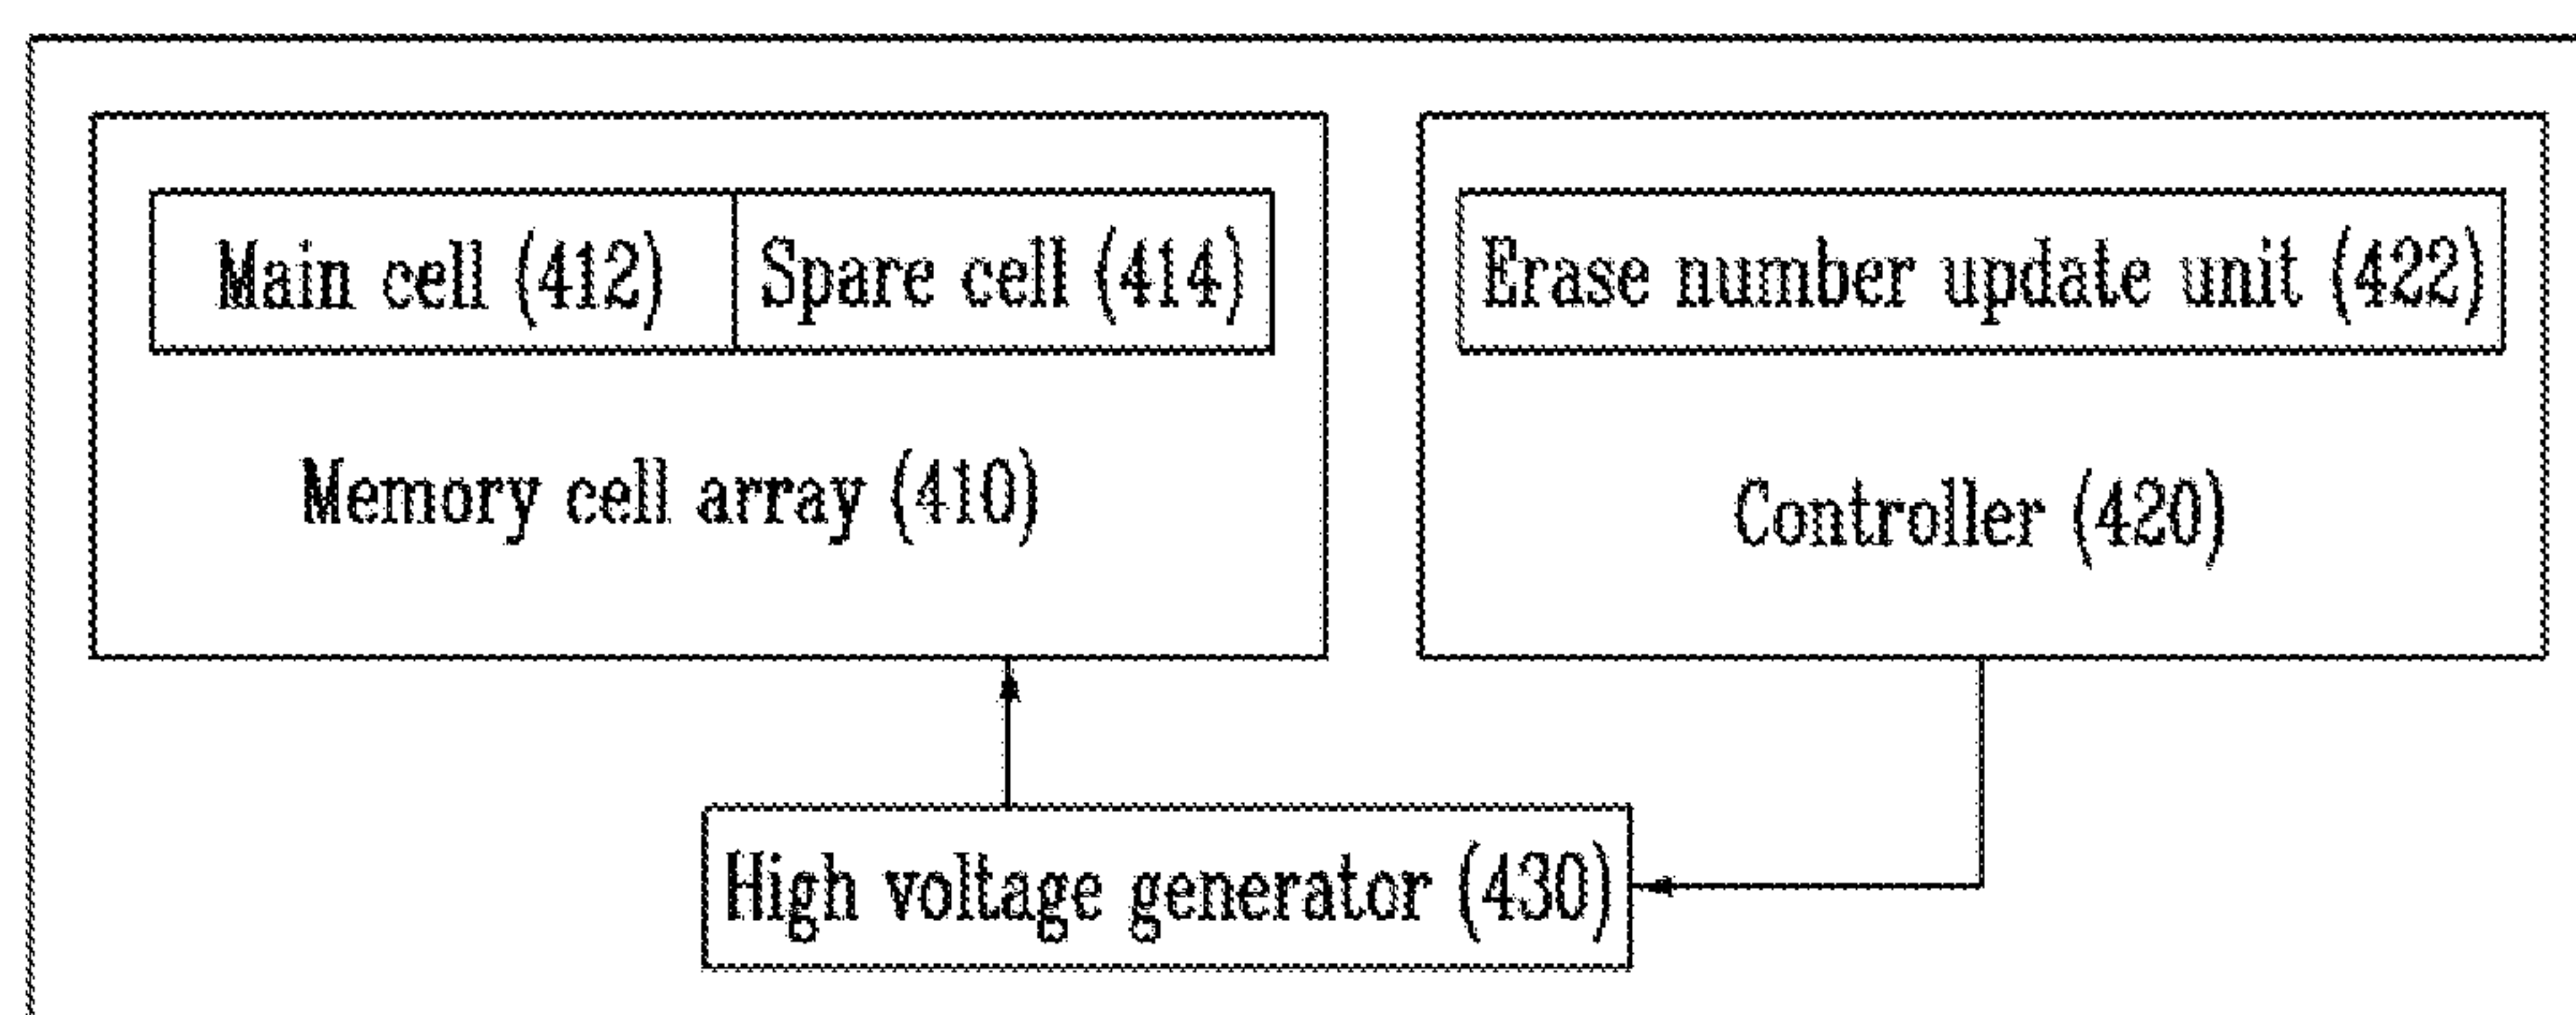 Main cell (412)
Spare cell (414)
Memory cell array (410)
Erase number update unit (422)
Controller (420)
High voltage generator (430)